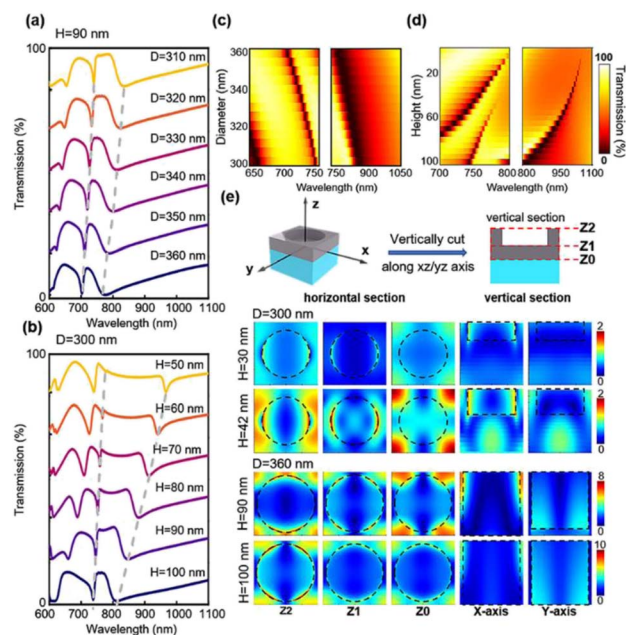 (a)
H=90 nm
100
D=310 nm
D=320 nm
D=330 nm
D=340 nm
D=350 nm
D=360 nm
Transmission (%)
0
600 700 800 900 1000 1100
Wavelength (nm)
(b)
D=300 nm
100
H=50 nm
H=60 nm
H=70 nm
H=80 nm
H=90 nm
H=100 nm
Transmission (%)
0
600 700 800 900 1000 1100
Wavelength (nm)
(c)
Diameter (nm)
360
340
320
300
650 750 850 1050
Wavelength (nm)
(d)
Height (nm)
20
60
100
700 800 800 950 1100
Wavelength (nm)
100
0
Transmission (%)
(e)
z
x
y
Vertically cut
along xz/yz axis
vertical section
Z2
Z1
Z0
horizontal section vertical section
D=300 nm
H=30 nm
2
0
H=42 nm
2
0
D=360 nm
H=90 nm
8
0
H=100 nm
10
0
Z2 Z1 Z0 X-axis Y-axis